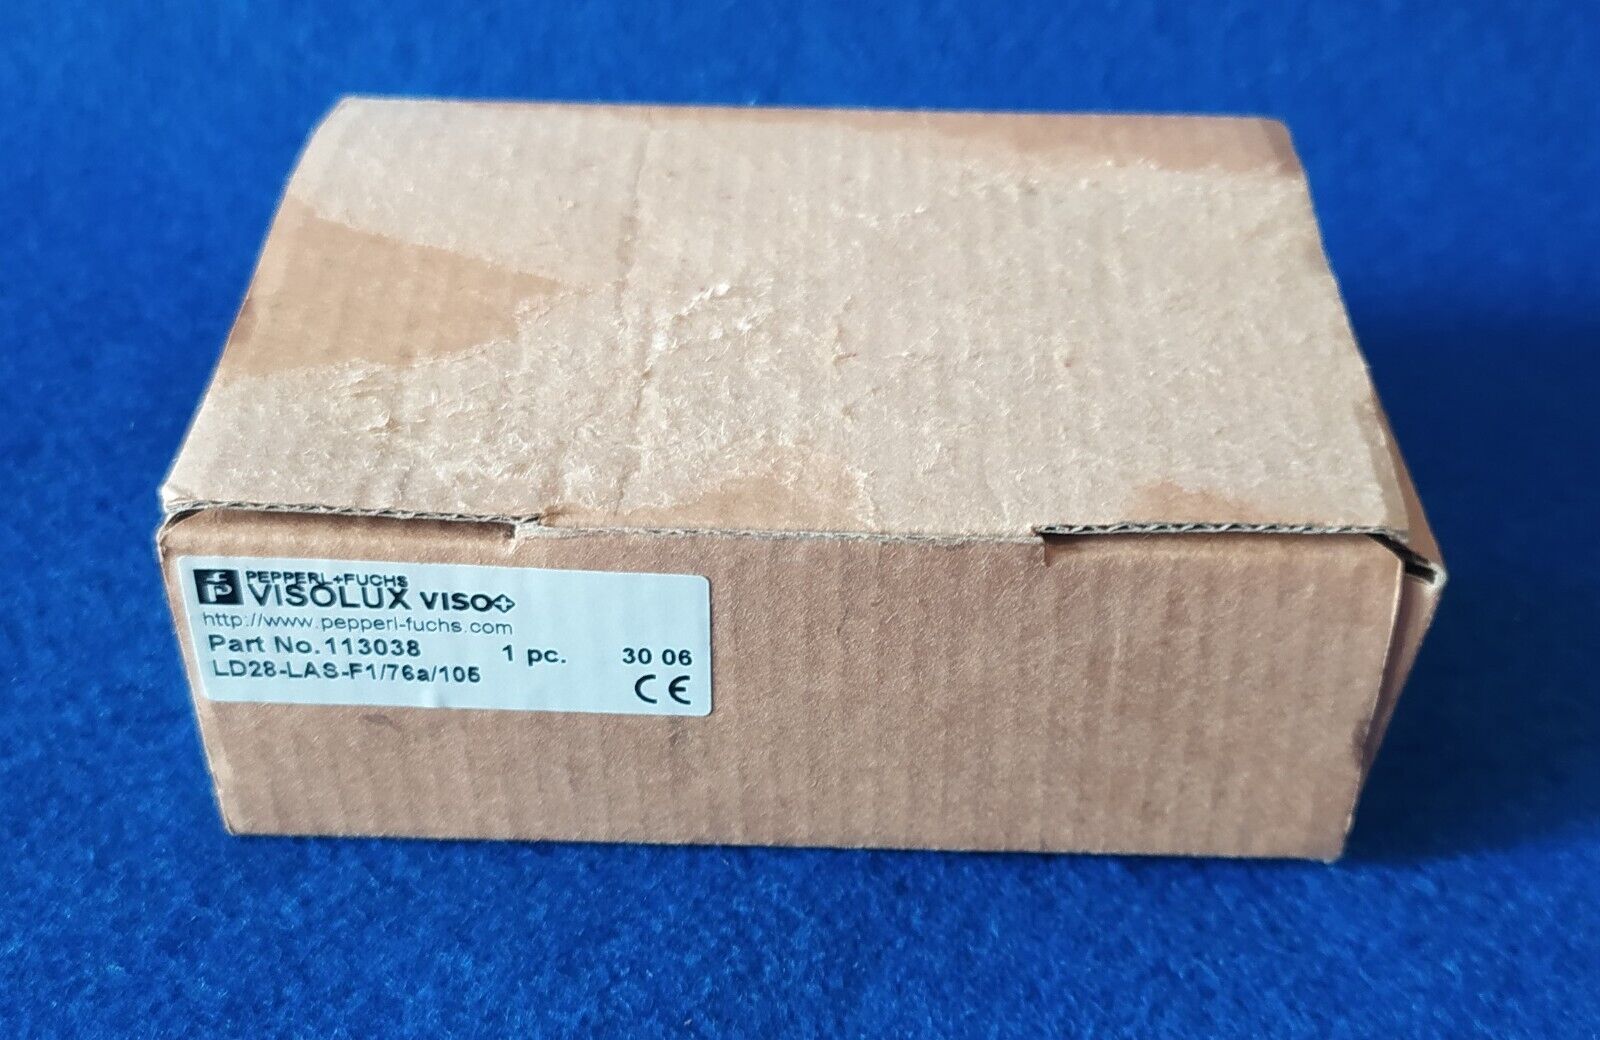 PEPPERL+FUCHS
VISOLUX VISO+
http://www.pepperl-fuchs.com
Part No. 113038 1 pc. 30 06
LD28-LAS-F1/76a/105 CE